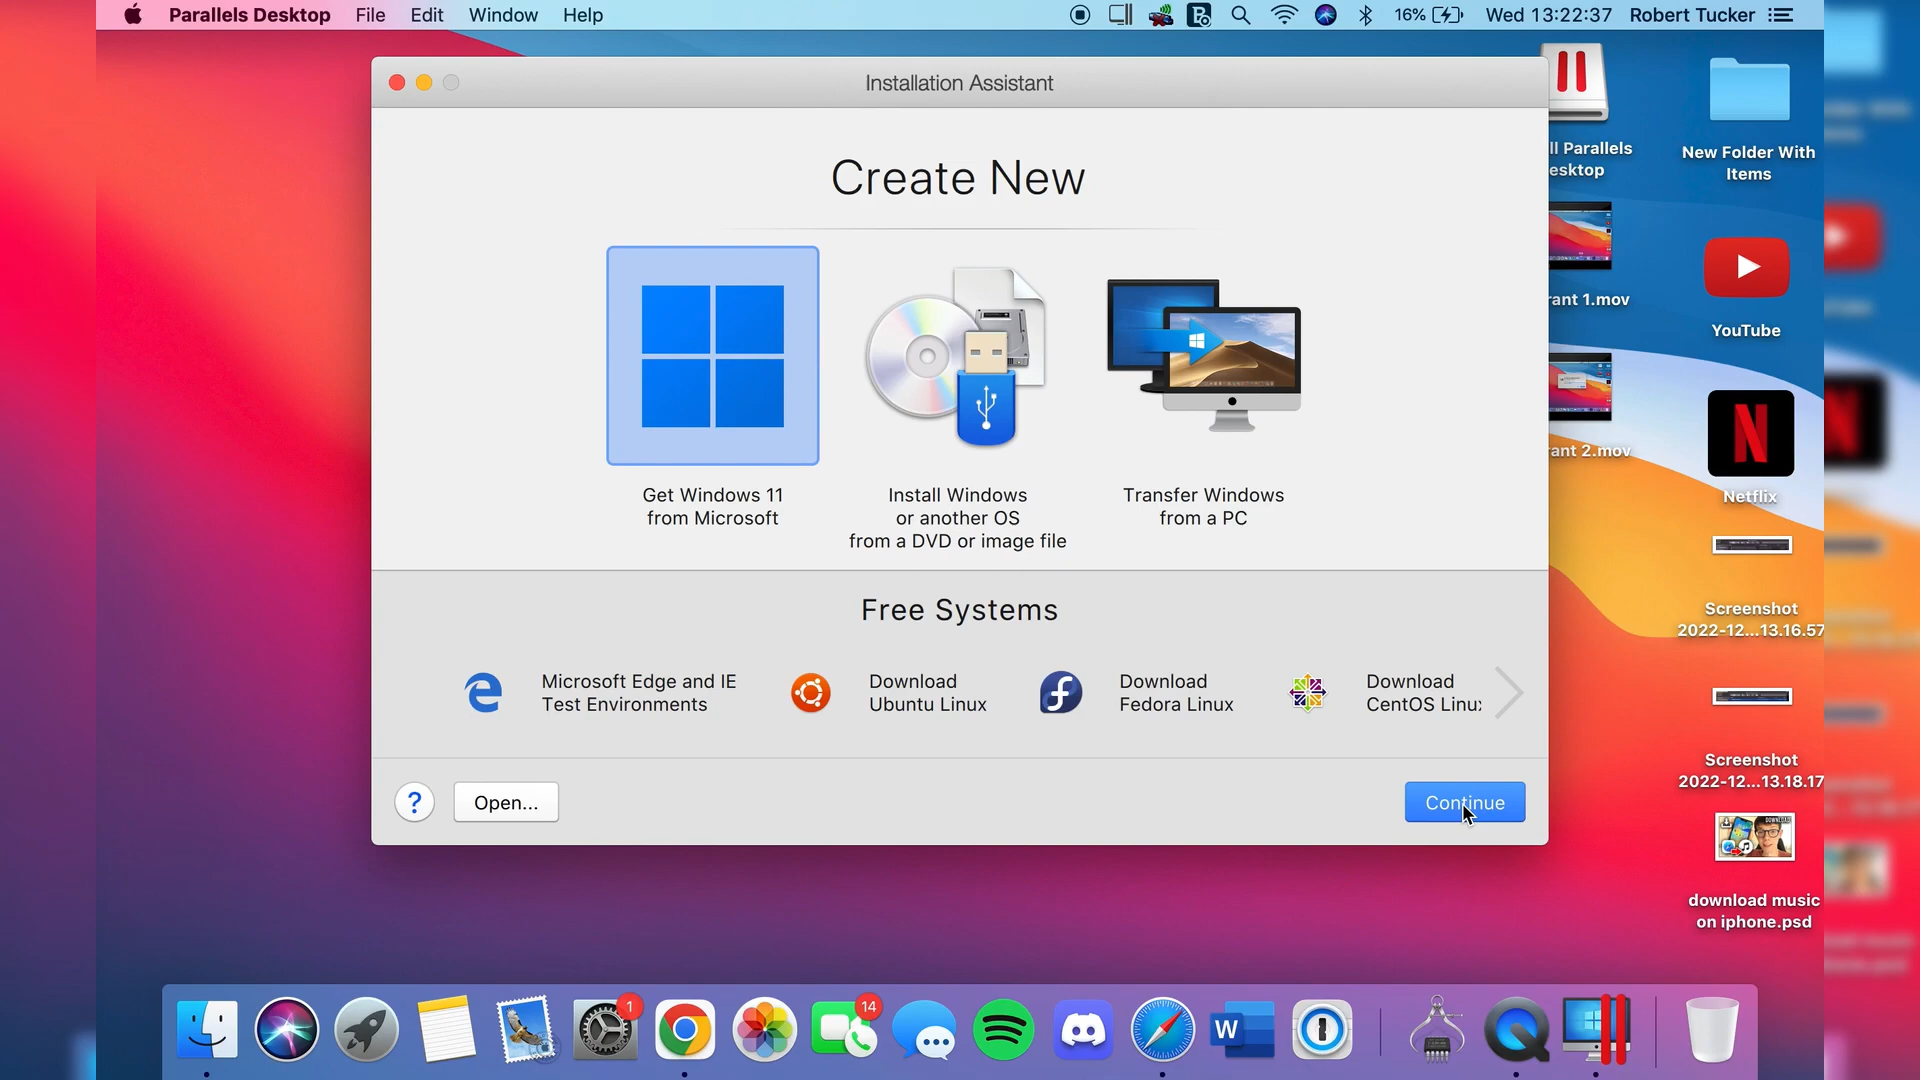 Parallels Desktop File Edit Window Help 16% Wed 13:22:37 Robert Tucker
Installation Assistant
Create New
Get Windows 11
from Microsoft
Install Windows
or another OS
from a DVD or image file
Transfer Windows
from a PC
Free Systems
Microsoft Edge and IE
Test Environments
Download
Ubuntu Linux
Download
Fedora Linux
Download
CentOS Linu
?
Open...
Continue
ll Parallels
esktop
rant 1.mov
rant 2.mov
New Folder With
Items
YouTube
N
Netflix
Screenshot
2022-12...13.16.57
Screenshot
2022-12...13.18.17
DOWNLOAD
download music
on iphone.psd
1
14
W